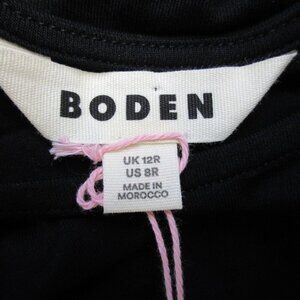 BODEN
UK 12R
US 8R
MADE IN
MOROCCO